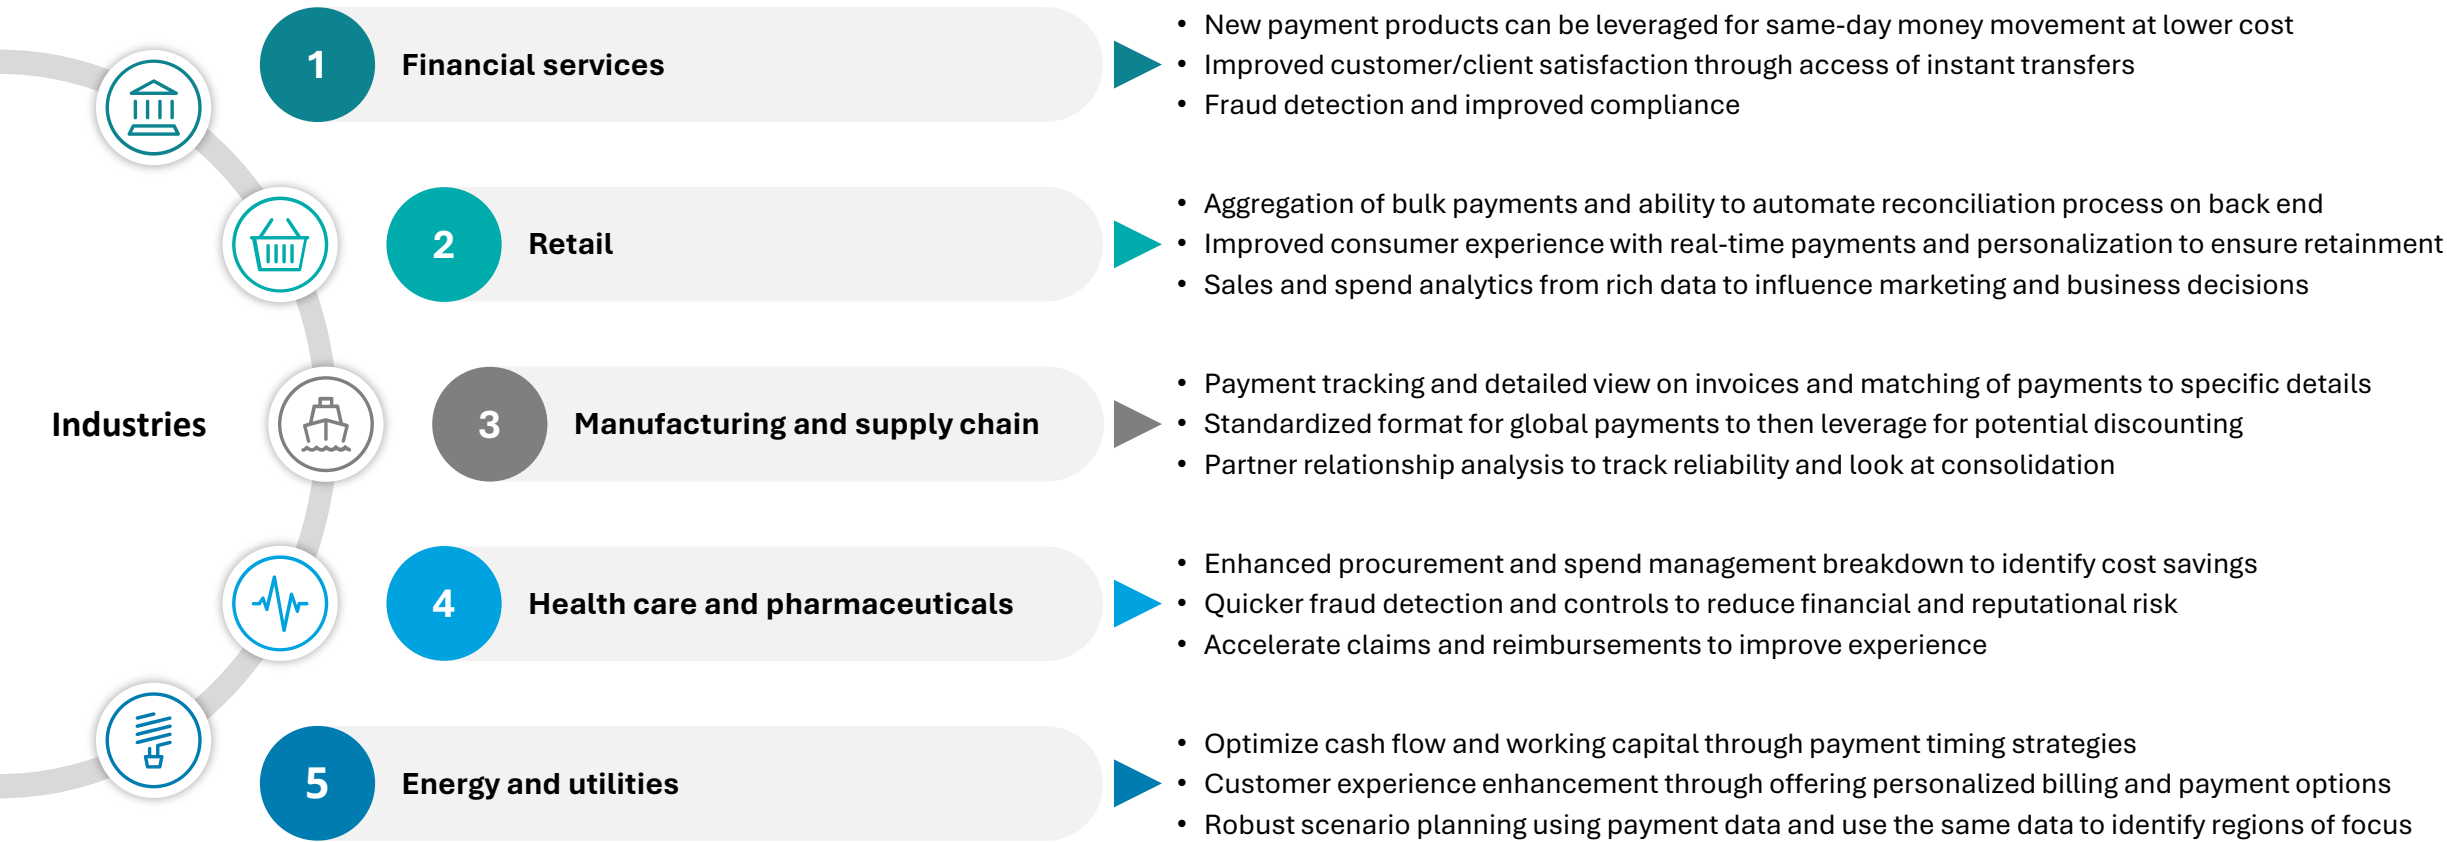 Industries
1
Financial services
• New payment products can be leveraged for same-day money movement at lower cost
• Improved customer/client satisfaction through access of instant transfers
• Fraud detection and improved compliance
2
Retail
• Aggregation of bulk payments and ability to automate reconciliation process on back end
• Improved consumer experience with real-time payments and personalization to ensure retainment
• Sales and spend analytics from rich data to influence marketing and business decisions
3
Manufacturing and supply chain
• Payment tracking and detailed view on invoices and matching of payments to specific details
• Standardized format for global payments to then leverage for potential discounting
• Partner relationship analysis to track reliability and look at consolidation
4
Health care and pharmaceuticals
• Enhanced procurement and spend management breakdown to identify cost savings
• Quicker fraud detection and controls to reduce financial and reputational risk
• Accelerate claims and reimbursements to improve experience
5
Energy and utilities
• Optimize cash flow and working capital through payment timing strategies
• Customer experience enhancement through offering personalized billing and payment options
• Robust scenario planning using payment data and use the same data to identify regions of focus